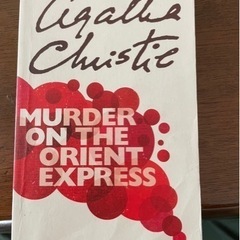 Agatha
Christie
MURDER
ON THE
ORIENT
EXPRESS